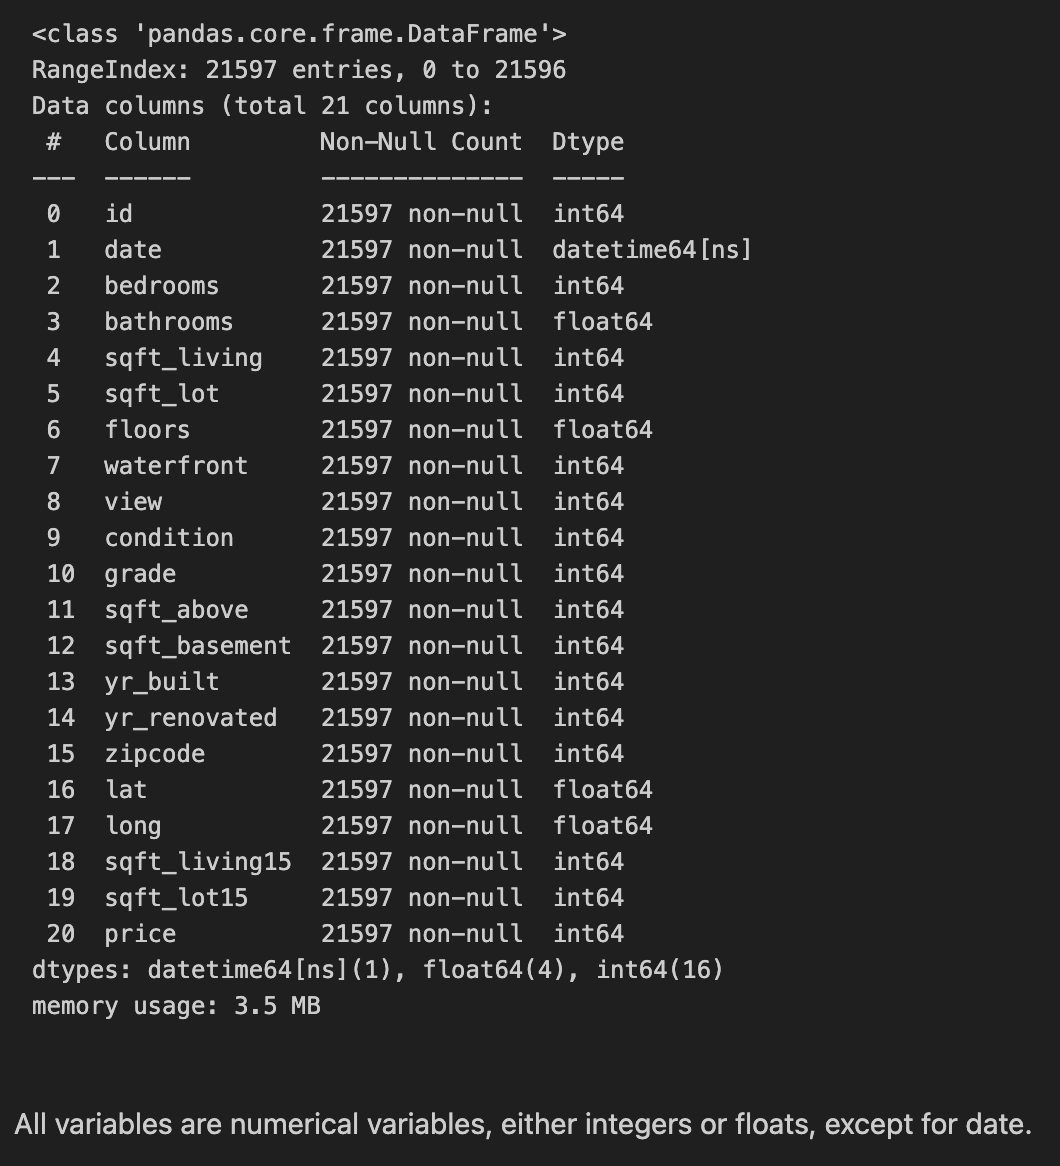 <class 'pandas.core.frame.DataFrame'>
RangeIndex: 21597 entries, 0 to 21596
Data columns (total 21 columns):
 #   Column         Non-Null Count  Dtype
---  ------         --------------  -----
 0   id             21597 non-null  int64
 1   date           21597 non-null  datetime64[ns]
 2   bedrooms       21597 non-null  int64
 3   bathrooms      21597 non-null  float64
 4   sqft_living    21597 non-null  int64
 5   sqft_lot       21597 non-null  int64
 6   floors         21597 non-null  float64
 7   waterfront     21597 non-null  int64
 8   view           21597 non-null  int64
 9   condition      21597 non-null  int64
 10  grade          21597 non-null  int64
 11  sqft_above     21597 non-null  int64
 12  sqft_basement  21597 non-null  int64
 13  yr_built       21597 non-null  int64
 14  yr_renovated   21597 non-null  int64
 15  zipcode        21597 non-null  int64
 16  lat            21597 non-null  float64
 17  long           21597 non-null  float64
 18  sqft_living15  21597 non-null  int64
 19  sqft_lot15     21597 non-null  int64
 20  price          21597 non-null  int64
dtypes: datetime64[ns](1), float64(4), int64(16)
memory usage: 3.5 MB
All variables are numerical variables, either integers or floats, except for date.